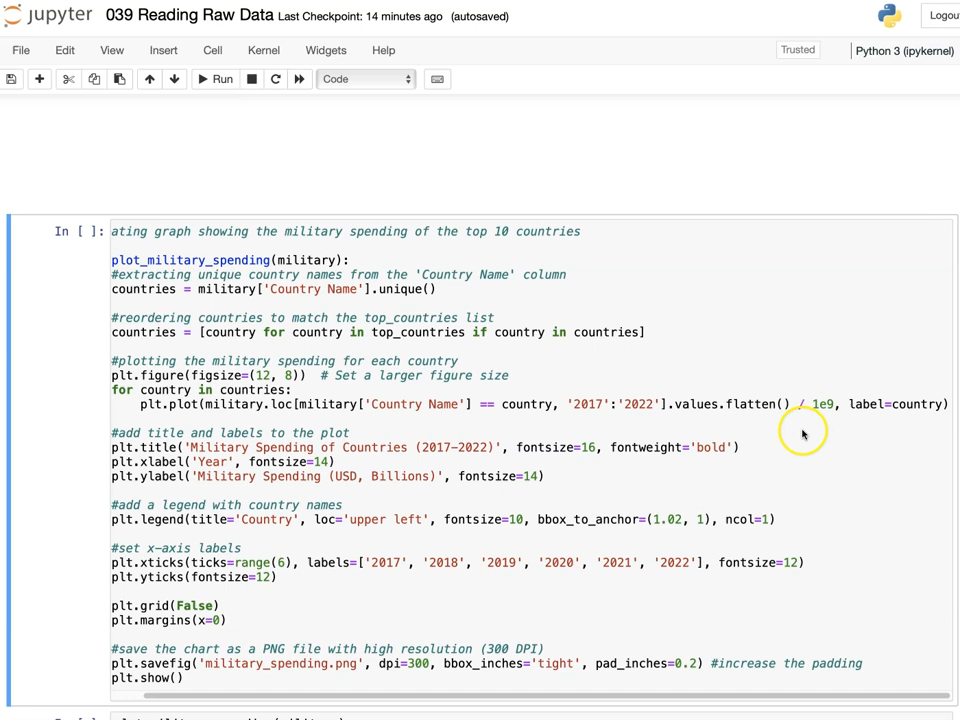 jupyter 039 Reading Raw Data Last Checkpoint: 14 minutes ago (autosaved)
File Edit View Insert Cell Kernel Widgets Help Trusted Python 3 (ipykernel)
Run Code
In [ ]: ating graph showing the military spending of the top 10 countries
plot_military_spending(military):
#extracting unique country names from the 'Country Name' column
countries = military['Country Name'].unique()
#reordering countries to match the top_countries list
countries = [country for country in top_countries if country in countries]
#plotting the military spending for each country
plt.figure(figsize=(12, 8))  # Set a larger figure size
for country in countries:
    plt.plot(military.loc[military['Country Name'] == country, '2017':'2022'].values.flatten() / 1e9, label=country)
#add title and labels to the plot
plt.title('Military Spending of Countries (2017-2022)', fontsize=16, fontweight='bold')
plt.xlabel('Year', fontsize=14)
plt.ylabel('Military Spending (USD, Billions)', fontsize=14)
#add a legend with country names
plt.legend(title='Country', loc='upper left', fontsize=10, bbox_to_anchor=(1.02, 1), ncol=1)
#set x-axis labels
plt.xticks(ticks=range(6), labels=['2017', '2018', '2019', '2020', '2021', '2022'], fontsize=12)
plt.yticks(fontsize=12)
plt.grid(False)
plt.margins(x=0)
#save the chart as a PNG file with high resolution (300 DPI)
plt.savefig('military_spending.png', dpi=300, bbox_inches='tight', pad_inches=0.2) #increase the padding
plt.show()